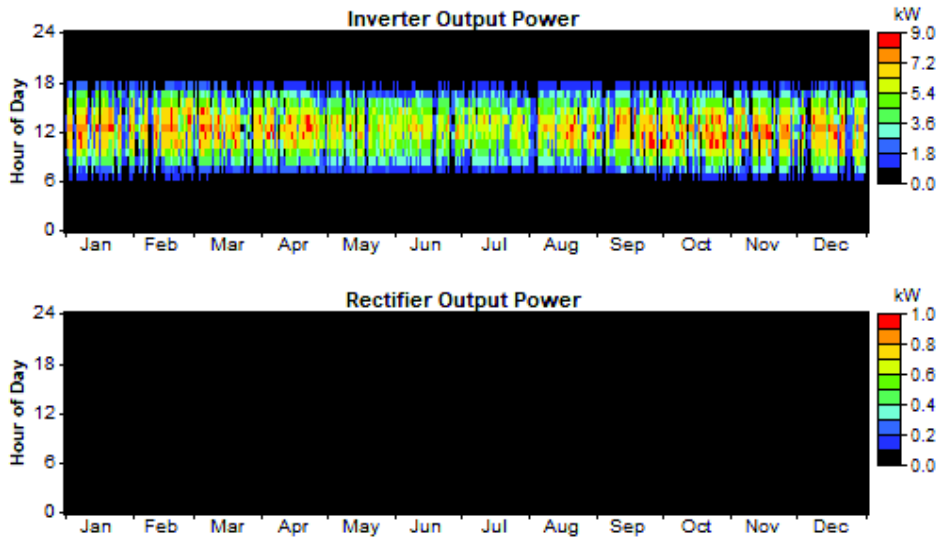 Inverter Output Power
kW
Hour of Day
24
18
12
6
0
9.0
7.2
5.4
3.6
1.8
0.0
Jan Feb Mar Apr May Jun Jul Aug Sep Oct Nov Dec
Rectifier Output Power
kW
Hour of Day
24
18
12
6
0
1.0
0.8
0.6
0.4
0.2
0.0
Jan Feb Mar Apr May Jun Jul Aug Sep Oct Nov Dec